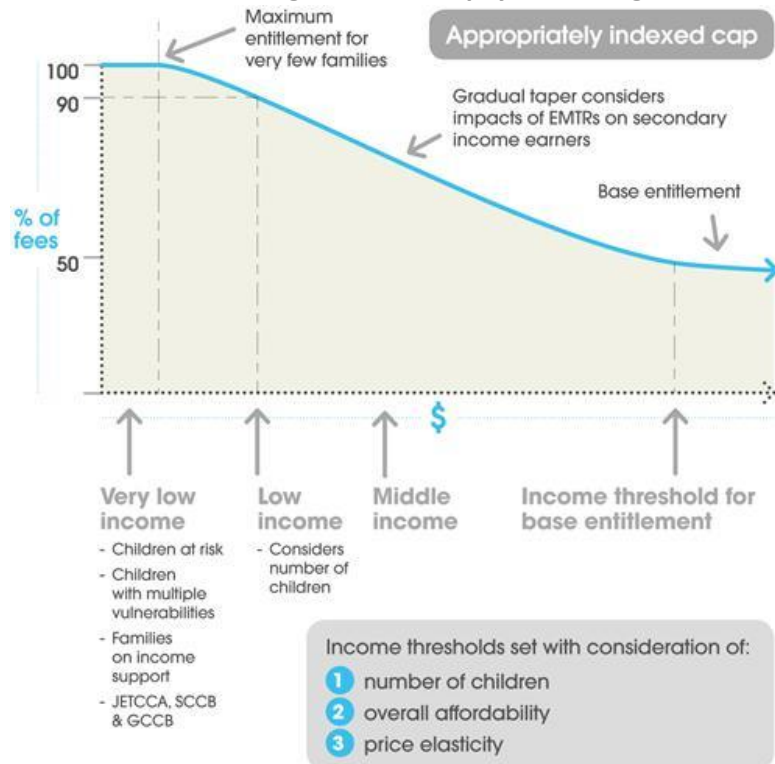 Maximum
entitlement for
very few families
Appropriately indexed cap
100
90
Gradual taper considers
impacts of EMTRs on secondary
income earners
Base entitlement
% of
fees
50
$
Very low
income
- Children at risk
- Children
with multiple
vulnerabilities
- Families
on income
support
- JETCCA, SCCB
& GCCB
Low
income
- Considers
number of
children
Middle
income
Income threshold for
base entitlement
Income thresholds set with consideration of:
1 number of children
2 overall affordability
3 price elasticity